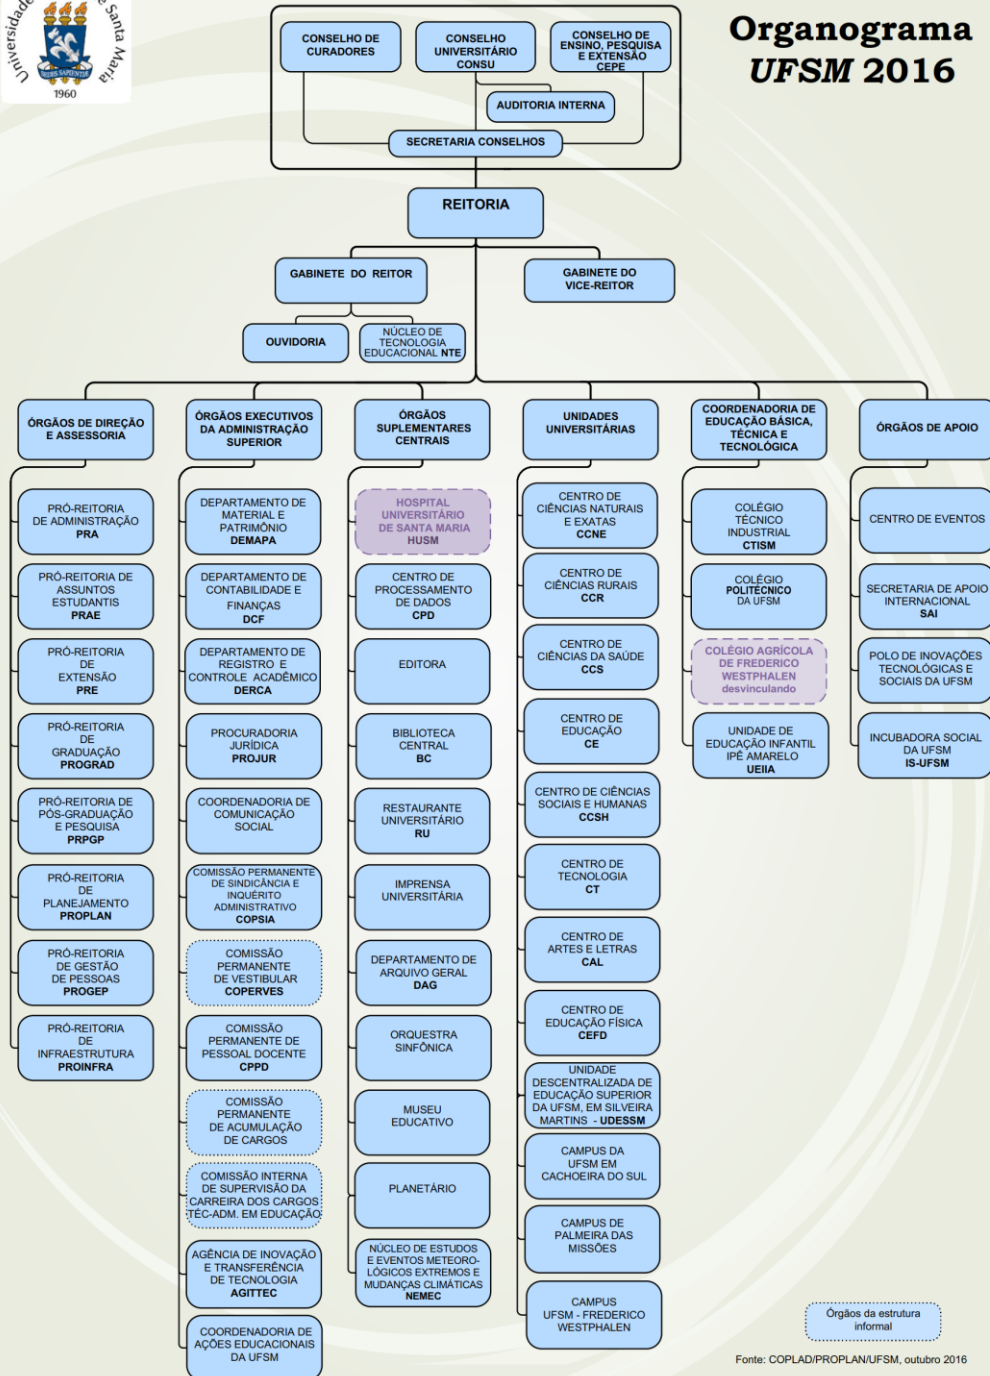 Universidade
de Santa Maria
SEDES SAPIENTIAE
1960
Organograma
UFSM 2016
CONSELHO DE
CURADORES
CONSELHO
UNIVERSITÁRIO
CONSU
CONSELHO DE
ENSINO, PESQUISA
E EXTENSÃO
CEPE
AUDITORIA INTERNA
SECRETARIA CONSELHOS
REITORIA
GABINETE DO REITOR
GABINETE DO
VICE-REITOR
OUVIDORIA
NÚCLEO DE
TECNOLOGIA
EDUCACIONAL NTE
ÓRGÃOS DE DIREÇÃO
E ASSESSORIA
PRÓ-REITORIA
DE ADMINISTRAÇÃO
PRA
PRÓ-REITORIA DE
ASSUNTOS
ESTUDANTIS
PRAE
PRÓ-REITORIA
DE
EXTENSÃO
PRE
PRÓ-REITORIA
DE
GRADUAÇÃO
PROGRAD
PRÓ-REITORIA DE
PÓS-GRADUAÇÃO
E PESQUISA
PRPGP
PRÓ-REITORIA
DE
PLANEJAMENTO
PROPLAN
PRÓ-REITORIA
DE GESTÃO
DE PESSOAS
PROGEP
PRÓ-REITORIA
DE
INFRAESTRUTURA
PROINFRA
ÓRGÃOS EXECUTIVOS
DA ADMINISTRAÇÃO
SUPERIOR
DEPARTAMENTO DE
MATERIAL E
PATRIMÔNIO
DEMAPA
DEPARTAMENTO DE
CONTABILIDADE E
FINANÇAS
DCF
DEPARTAMENTO DE
REGISTRO E
CONTROLE ACADÊMICO
DERCA
PROCURADORIA
JURÍDICA
PROJUR
COORDENADORIA DE
COMUNICAÇÃO
SOCIAL
COMISSÃO PERMANENTE
DE SINDICÂNCIA E
INQUÉRITO
ADMINISTRATIVO
COPSIA
COMISSÃO
PERMANENTE
DE VESTIBULAR
COPERVES
COMISSÃO
PERMANENTE DE
PESSOAL DOCENTE
CPPD
COMISSÃO
PERMANENTE
DE ACUMULAÇÃO
DE CARGOS
COMISSÃO INTERNA
DE SUPERVISÃO DA
CARREIRA DOS CARGOS
TÉC-ADM. EM EDUCAÇÃO
AGÊNCIA DE INOVAÇÃO
E TRANSFERÊNCIA
DE TECNOLOGIA
AGITTEC
COORDENADORIA DE
AÇÕES EDUCACIONAIS
DA UFSM
ÓRGÃOS
SUPLEMENTARES
CENTRAIS
HOSPITAL
UNIVERSITÁRIO
DE SANTA MARIA
HUSM
CENTRO DE
PROCESSAMENTO
DE DADOS
CPD
EDITORA
BIBLIOTECA
CENTRAL
BC
RESTAURANTE
UNIVERSITÁRIO
RU
IMPRENSA
UNIVERSITÁRIA
DEPARTAMENTO DE
ARQUIVO GERAL
DAG
ORQUESTRA
SINFÔNICA
MUSEU
EDUCATIVO
PLANETÁRIO
NÚCLEO DE ESTUDOS
E EVENTOS METEORO-
LÓGICOS EXTREMOS E
MUDANÇAS CLIMÁTICAS
NEMEC
UNIDADES
UNIVERSITÁRIAS
CENTRO DE
CIÊNCIAS NATURAIS
E EXATAS
CCNE
CENTRO DE
CIÊNCIAS RURAIS
CCR
CENTRO DE
CIÊNCIAS DA SAÚDE
CCS
CENTRO DE
EDUCAÇÃO
CE
CENTRO DE CIÊNCIAS
SOCIAIS E HUMANAS
CCSH
CENTRO DE
TECNOLOGIA
CT
CENTRO DE
ARTES E LETRAS
CAL
CENTRO DE
EDUCAÇÃO FÍSICA
CEFD
UNIDADE
DESCENTRALIZADA DE
EDUCAÇÃO SUPERIOR
DA UFSM, EM SILVEIRA
MARTINS - UDESSM
CAMPUS DA
UFSM EM
CACHOEIRA DO SUL
CAMPUS DE
PALMEIRA DAS
MISSÕES
CAMPUS
UFSM - FREDERICO
WESTPHALEN
COORDENADORIA DE
EDUCAÇÃO BÁSICA,
TÉCNICA E
TECNOLÓGICA
COLÉGIO
TÉCNICO
INDUSTRIAL
CTISM
COLÉGIO
POLITÉCNICO
DA UFSM
COLÉGIO AGRÍCOLA
DE FREDERICO
WESTPHALEN
desvinculando
UNIDADE DE
EDUCAÇÃO INFANTIL
IPÊ AMARELO
UEIIA
ÓRGÃOS DE APOIO
CENTRO DE EVENTOS
SECRETARIA DE APOIO
INTERNACIONAL
SAI
POLO DE INOVAÇÕES
TECNOLÓGICAS E
SOCIAIS DA UFSM
INCUBADORA SOCIAL
DA UFSM
IS-UFSM
Órgãos da estrutura
informal
Fonte: COPLAD/PROPLAN/UFSM, outubro 2016